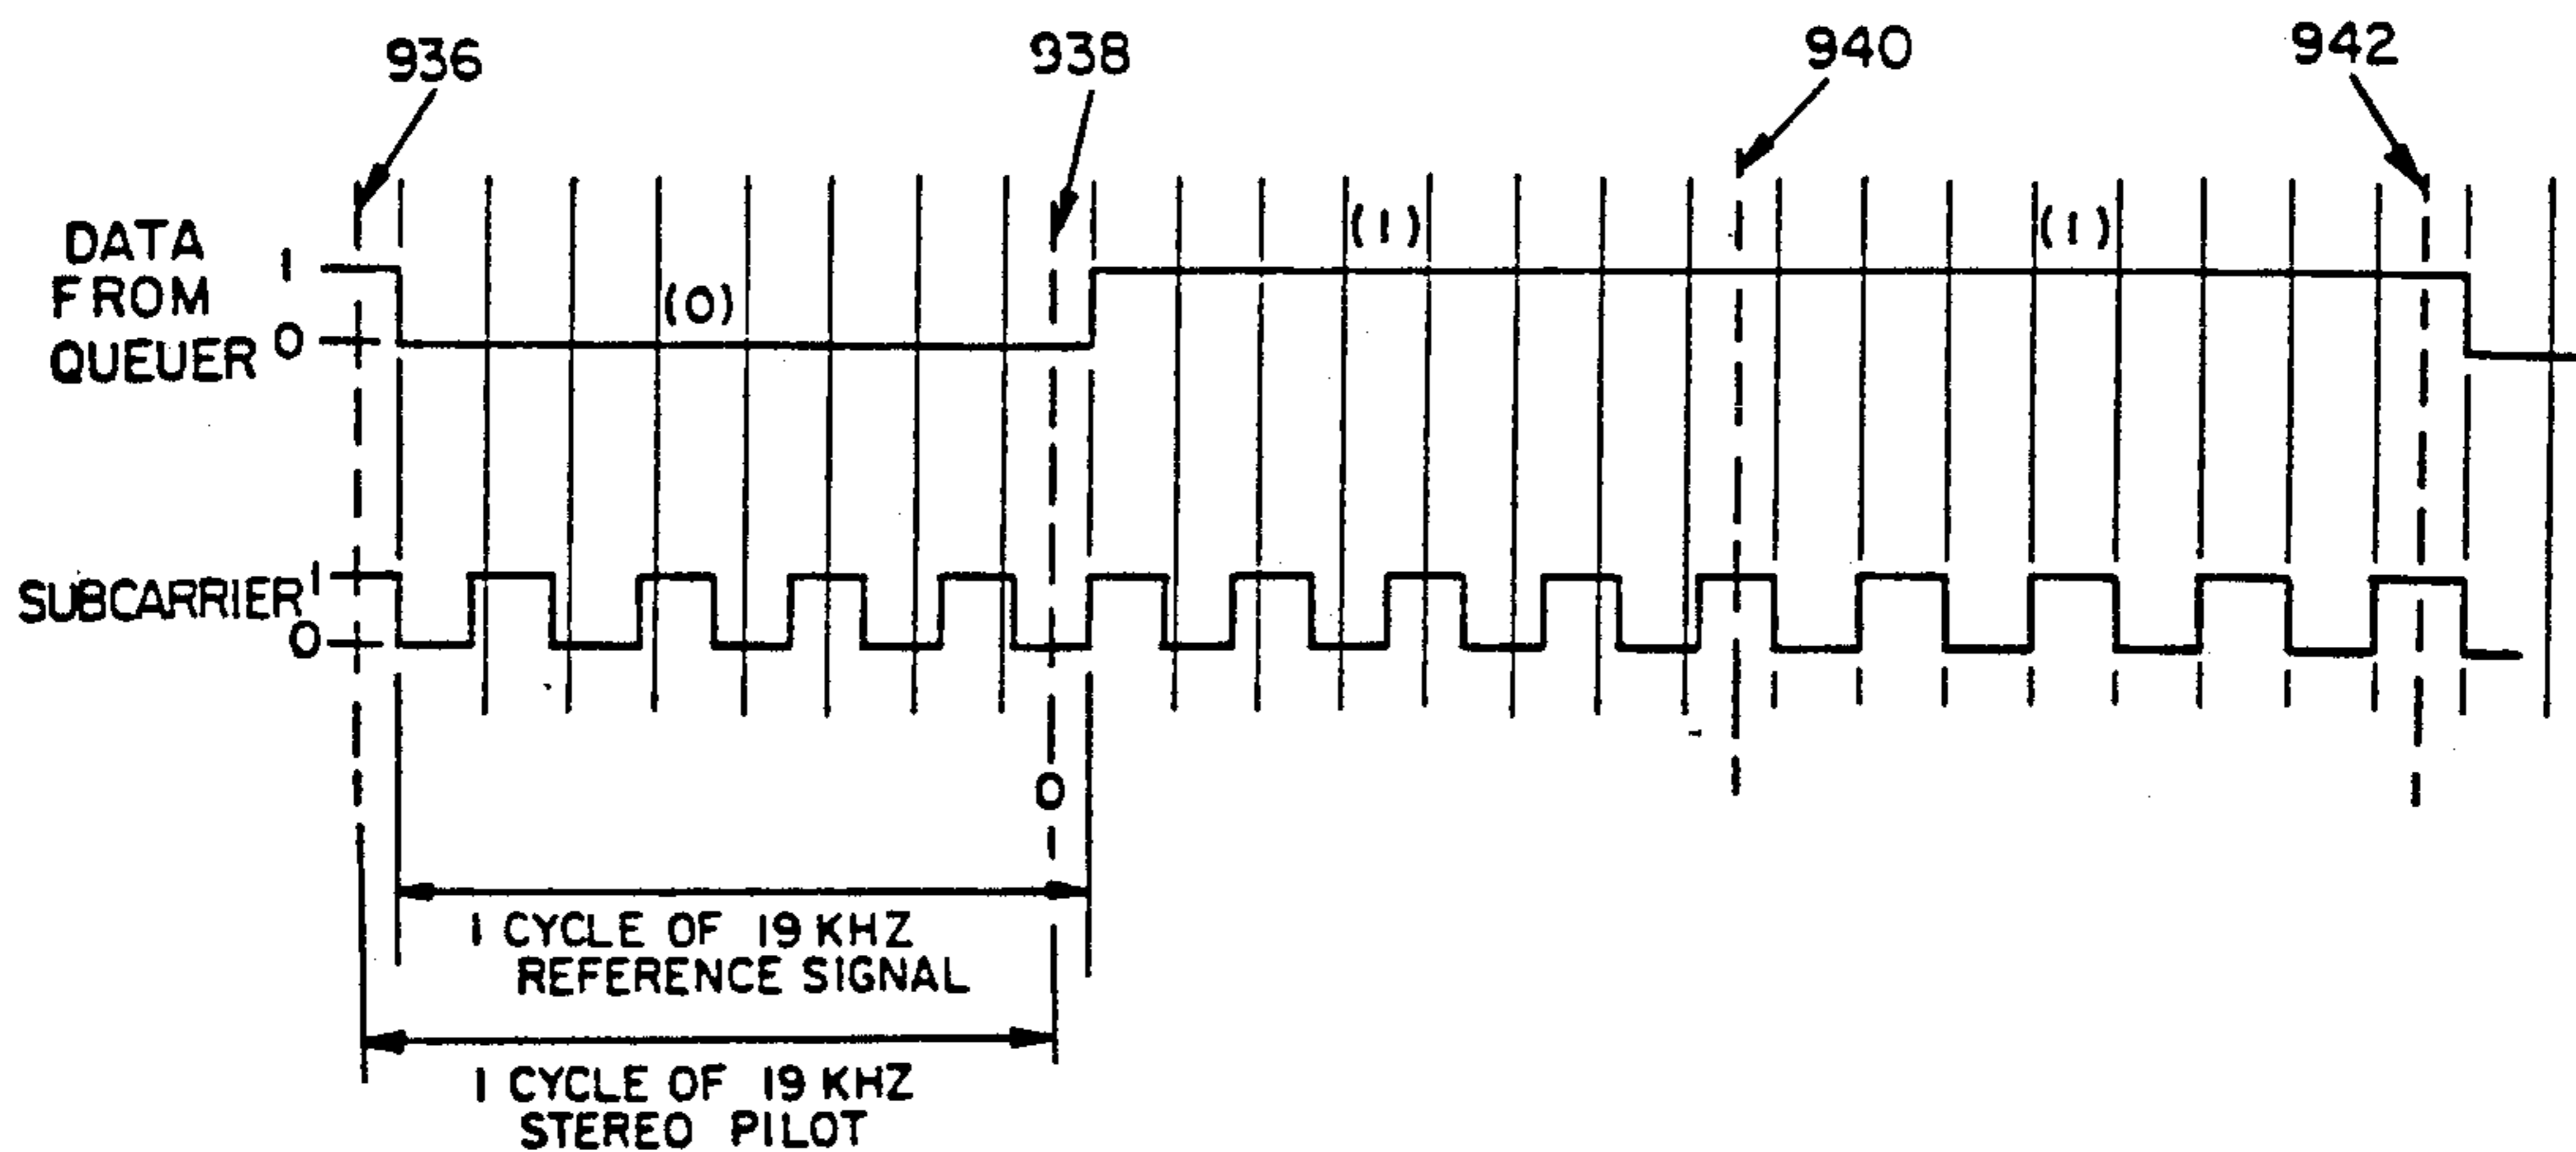 936
938
940
942
DATA
FROM
QUEUER
1
0
(0)
(1)
(1)
SUBCARRIER
1
0
0
1 CYCLE OF 19 KHZ
REFERENCE SIGNAL
1 CYCLE OF 19 KHZ
STEREO PILOT